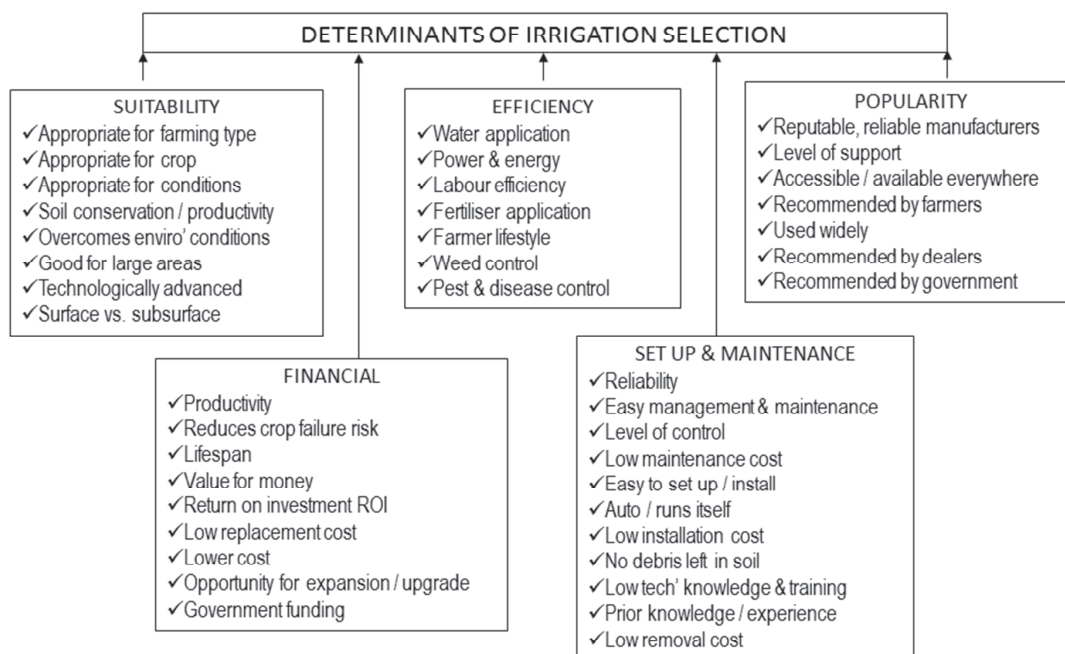 DETERMINANTS OF IRRIGATION SELECTION
SUITABILITY
✓Appropriate for farming type
✓Appropriate for crop
✓Appropriate for conditions
✓Soil conservation / productivity
✓Overcomes enviro' conditions
✓Good for large areas
✓Technologically advanced
✓Surface vs. subsurface
EFFICIENCY
✓Water application
✓Power & energy
✓Labour efficiency
✓Fertiliser application
✓Farmer lifestyle
✓Weed control
✓Pest & disease control
POPULARITY
✓Reputable, reliable manufacturers
✓Level of support
✓Accessible / available everywhere
✓Recommended by farmers
✓Used widely
✓Recommended by dealers
✓Recommended by government
FINANCIAL
✓Productivity
✓Reduces crop failure risk
✓Lifespan
✓Value for money
✓Return on investment ROI
✓Low replacement cost
✓Lower cost
✓Opportunity for expansion / upgrade
✓Government funding
SET UP & MAINTENANCE
✓Reliability
✓Easy management & maintenance
✓Level of control
✓Low maintenance cost
✓Easy to set up / install
✓Auto / runs itself
✓Low installation cost
✓No debris left in soil
✓Low tech' knowledge & training
✓Prior knowledge / experience
✓Low removal cost